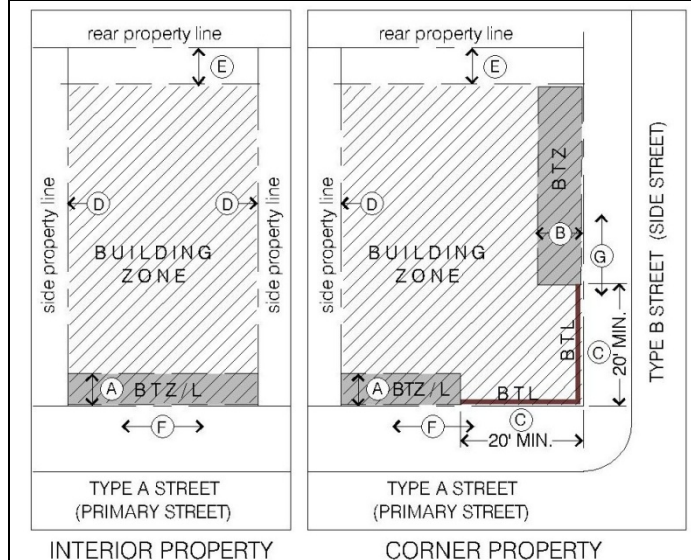 rear property line
E
side property line
D
D
side property line
BUILDING
ZONE
A
BTZ/L
F
TYPE A STREET
(PRIMARY STREET)
INTERIOR PROPERTY
rear property line
E
side property line
D
BTZ
B
G
BUILDING
ZONE
BTL
C
20' MIN.
A
BTZ/L
BTL
F
C
20' MIN.
TYPE B STREET (SIDE STREET)
TYPE A STREET
(PRIMARY STREET)
CORNER PROPERTY